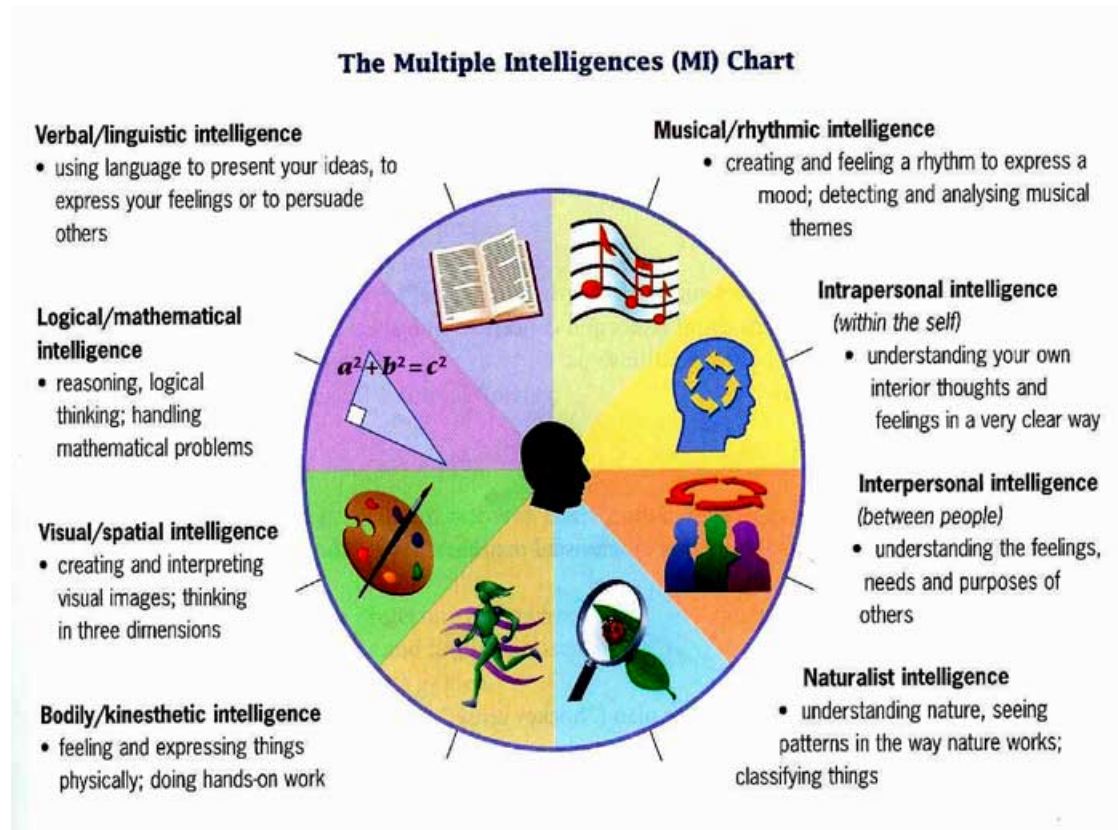 The Multiple Intelligences (MI) Chart
Verbal/linguistic intelligence
• using language to present your ideas, to
express your feelings or to persuade
others
Logical/mathematical
intelligence
• reasoning, logical
thinking; handling
mathematical problems
Visual/spatial intelligence
• creating and interpreting
visual images; thinking
in three dimensions
Bodily/kinesthetic intelligence
• feeling and expressing things
physically; doing hands-on work
a²+b²=c²
Musical/rhythmic intelligence
• creating and feeling a rhythm to express a
mood; detecting and analysing musical
themes
Intrapersonal intelligence
(within the self)
• understanding your own
interior thoughts and
feelings in a very clear way
Interpersonal intelligence
(between people)
• understanding the feelings,
needs and purposes of
others
Naturalist intelligence
• understanding nature, seeing
patterns in the way nature works;
classifying things